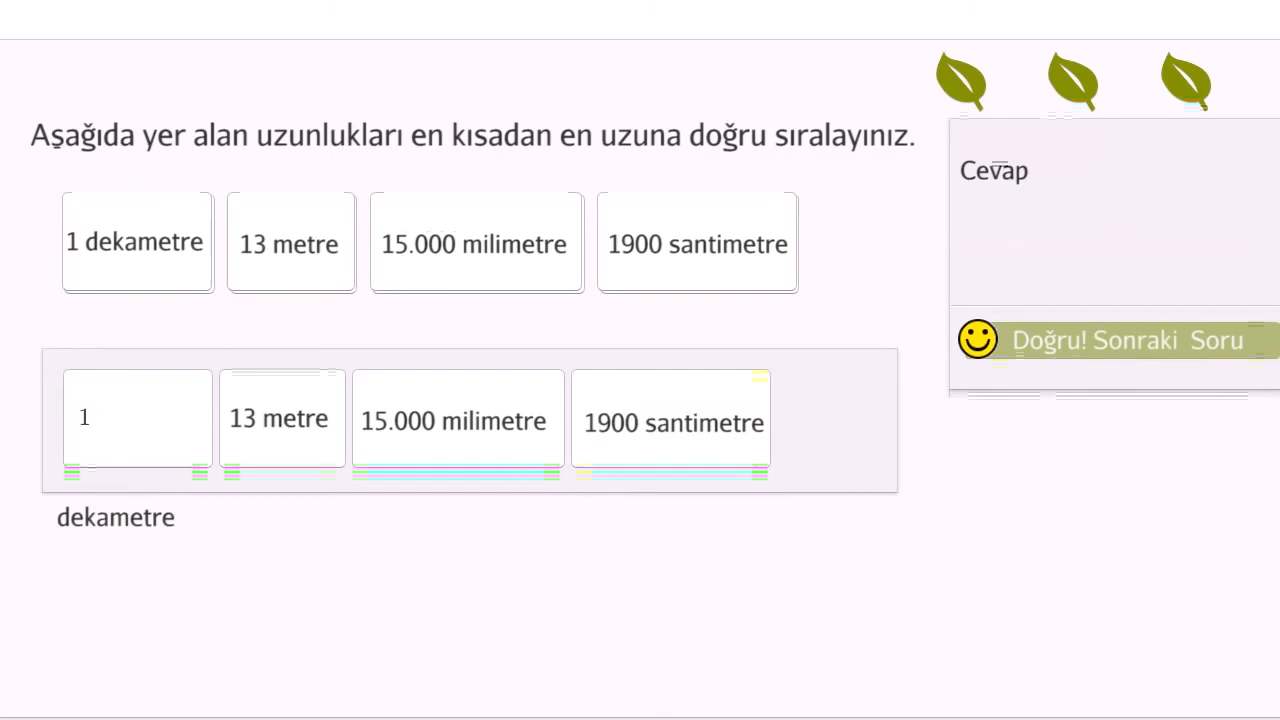 Aşağıda yer alan uzunlukları en kısadan en uzuna doğru sıralayınız.
1 dekametre
13 metre
15.000 milimetre
1900 santimetre
Cevap
Doğru! Sonraki Soru
1
13 metre
15.000 milimetre
1900 santimetre
dekametre